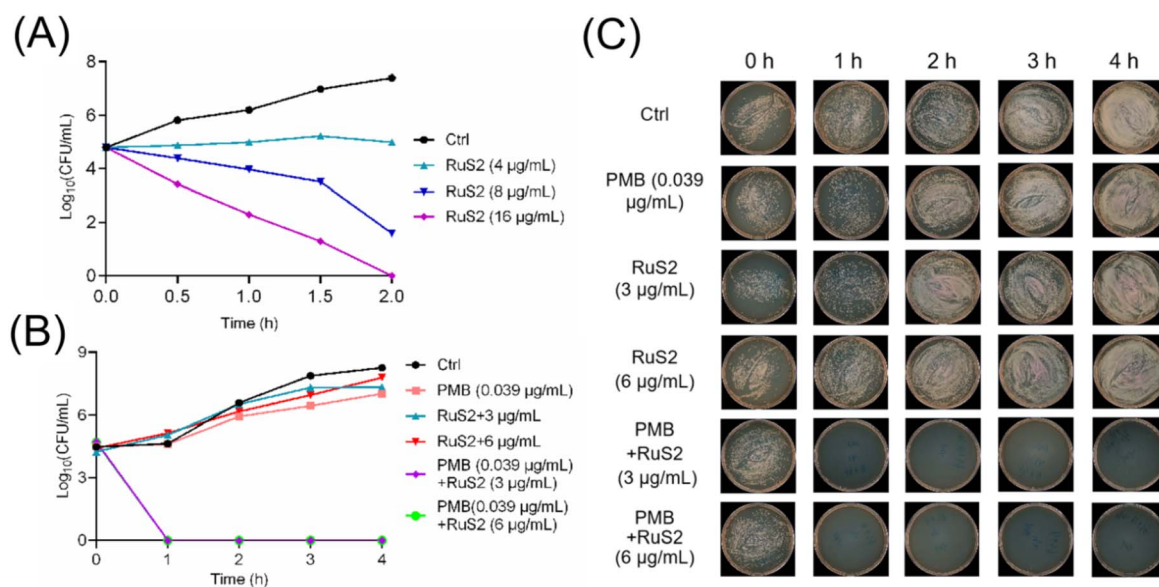 (A)
8
6
4
2
0
Log10(CFU/mL)
0.0 0.5 1.0 1.5 2.0
Time (h)
Ctrl
RuS2 (4 µg/mL)
RuS2 (8 µg/mL)
RuS2 (16 µg/mL)
(B)
9
6
3
0
Log10(CFU/mL)
0 1 2 3 4
Time (h)
Ctrl
PMB (0.039 µg/mL)
RuS2+3 µg/mL
RuS2+6 µg/mL
PMB (0.039 µg/mL)
+RuS2 (3 µg/mL)
PMB(0.039 µg/mL)
+RuS2 (6 µg/mL)
(C)
0 h 1 h 2 h 3 h 4 h
Ctrl
PMB (0.039
µg/mL)
RuS2
(3 µg/mL)
RuS2
(6 µg/mL)
PMB
+RuS2
(3 µg/mL)
PMB
+RuS2
(6 µg/mL)